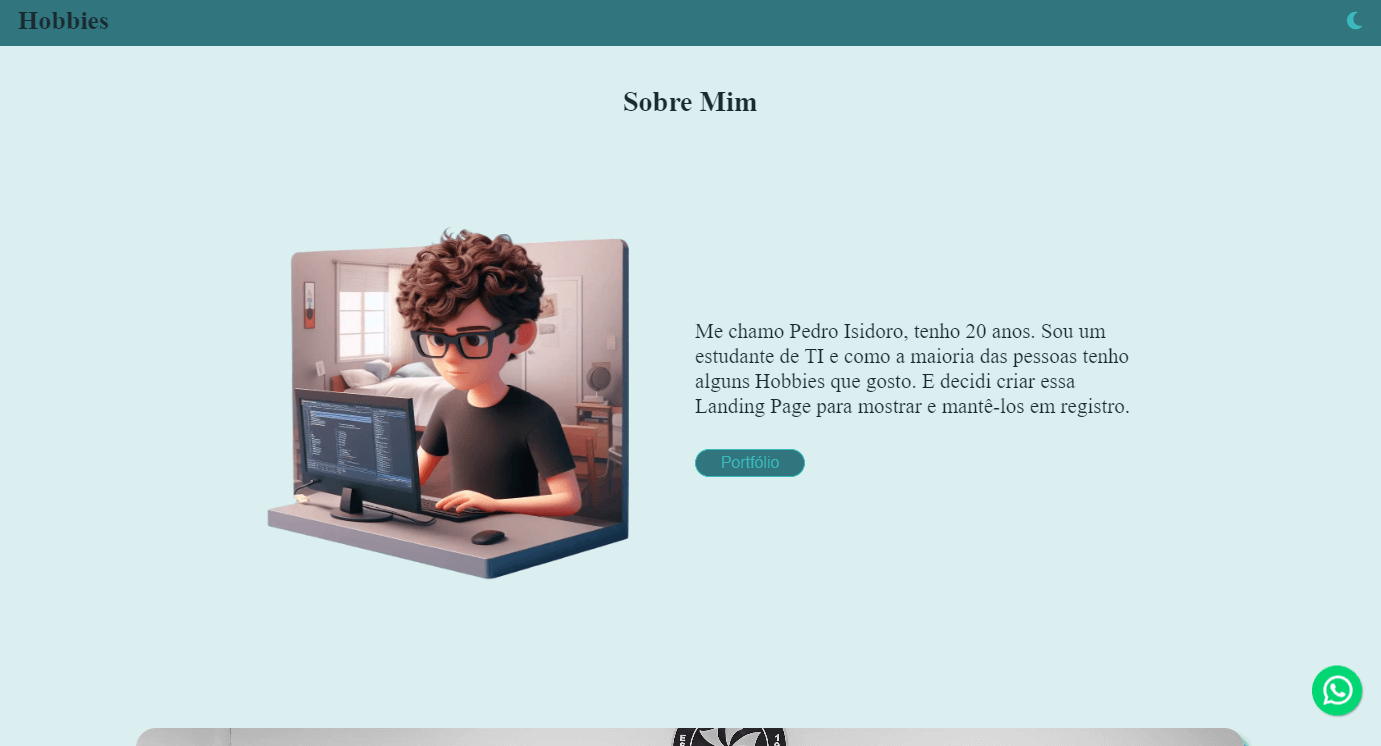 Hobbies
Sobre Mim
Me chamo Pedro Isidoro, tenho 20 anos. Sou um
estudante de TI e como a maioria das pessoas tenho
alguns Hobbies que gosto. E decidi criar essa
Landing Page para mostrar e mantê-los em registro.
Portfólio